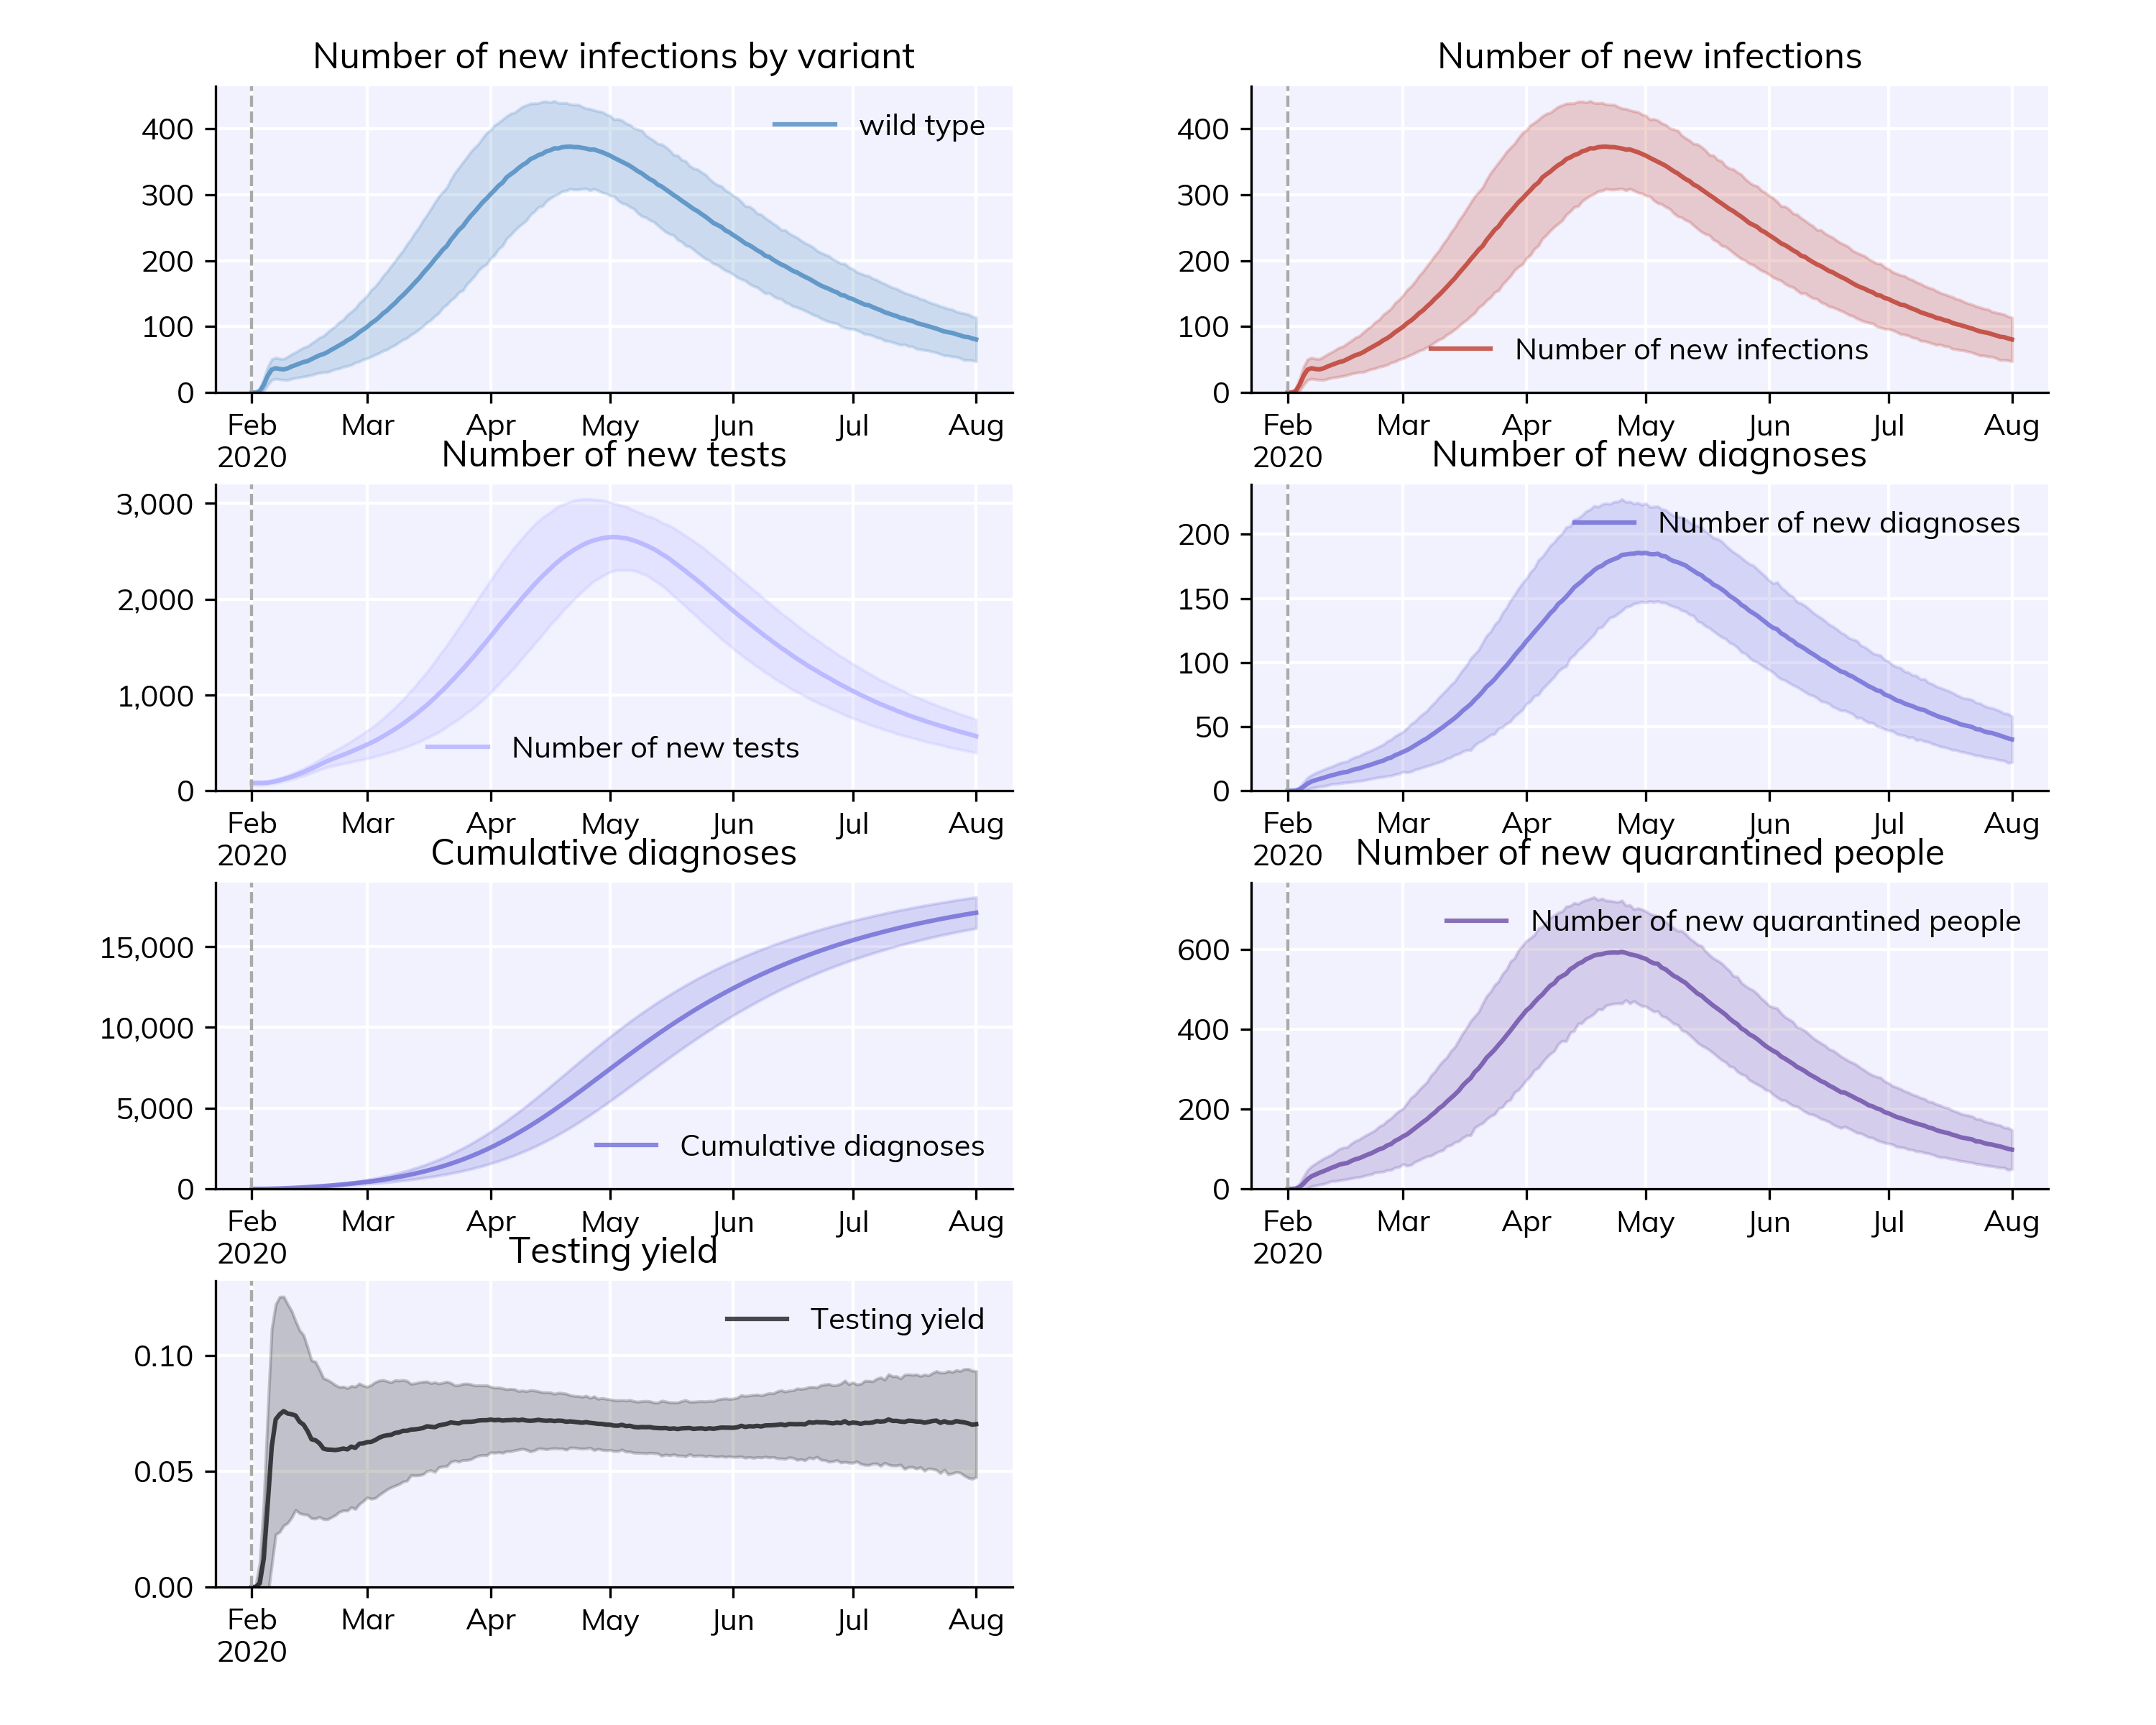 Number of new infections by variant
wild type
400
300
200
100
0
Feb Mar Apr May Jun Jul Aug
2020
Number of new infections
400
300
200
100
0
Number of new infections
Feb Mar Apr May Jun Jul Aug
2020
Number of new tests
3,000
2,000
1,000
0
Number of new tests
Feb Mar Apr May Jun Jul Aug
2020
Number of new diagnoses
Number of new diagnoses
200
150
100
50
0
Feb Mar Apr May Jun Jul Aug
2020
Cumulative diagnoses
15,000
10,000
5,000
0
Cumulative diagnoses
Feb Mar Apr May Jun Jul Aug
2020
Number of new quarantined people
Number of new quarantined people
600
400
200
0
Feb Mar Apr May Jun Jul Aug
2020
Testing yield
Testing yield
0.10
0.05
0.00
Feb Mar Apr May Jun Jul Aug
2020